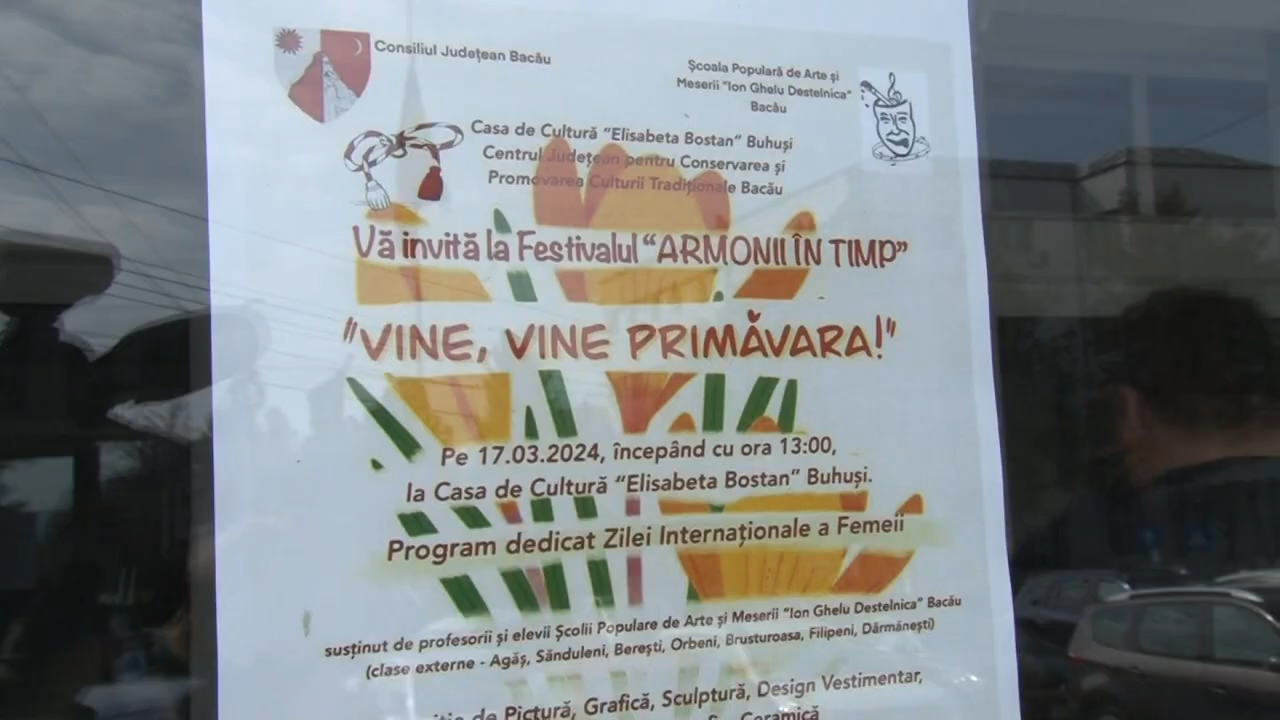 Consiliul Județean Bacău
Școala Populară de Arte și
Meserii "Ion Ghelu Destelnica"
Bacău
Casa de Cultură "Elisabeta Bostan" Buhuși
Centrul Județean pentru Conservarea și
Promovarea Culturii Tradiționale Bacău
Vă invită la Festivalul "ARMONII ÎN TIMP"
"VINE, VINE PRIMĂVARA!"
Pe 17.03.2024, începând cu ora 13:00,
la Casa de Cultură "Elisabeta Bostan" Buhuși.
Program dedicat Zilei Internaționale a Femeii
susținut de profesorii și elevii Școlii Populare de Arte și Meserii "Ion Ghelu Destelnica" Bacău
(clase externe - Agăș, Sănduleni, Berești, Orbeni, Brusturoasa, Filipeni, Dărmănești)
de Pictură, Grafică, Sculptură, Design Vestimentar,
Ceramică